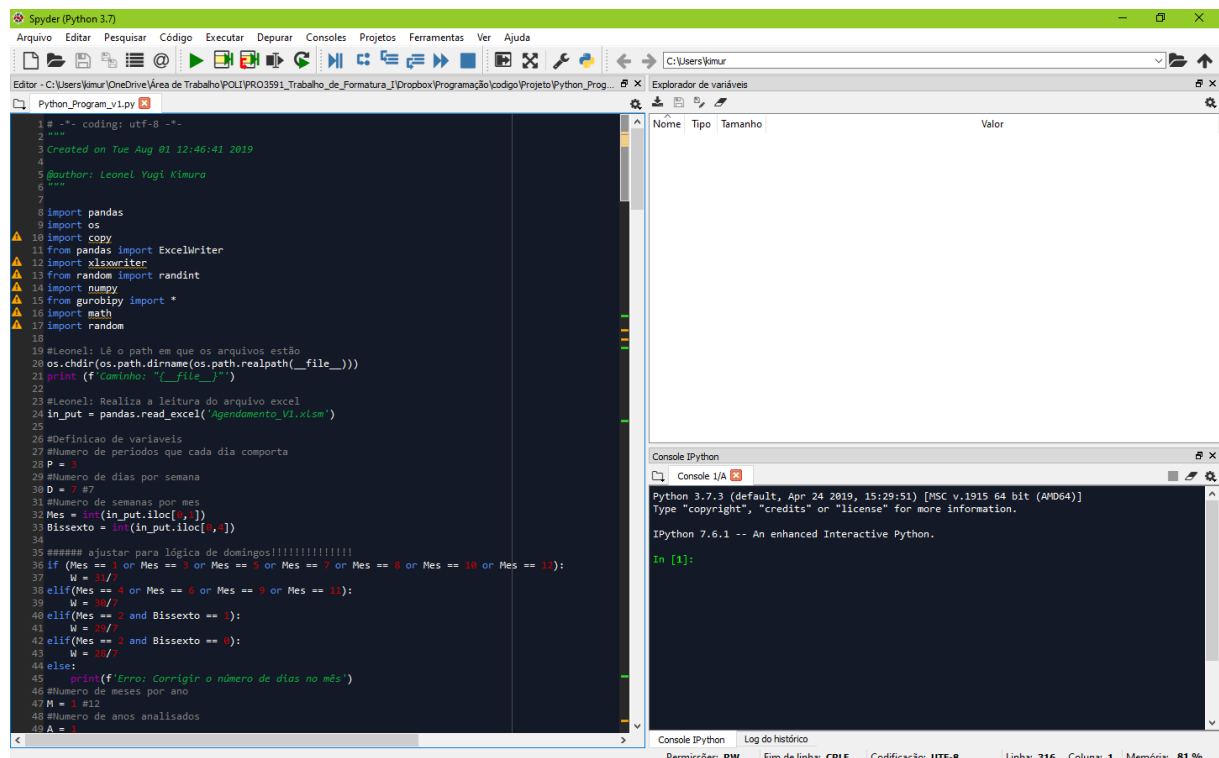 Spyder (Python 3.7)
Arquivo Editar Pesquisar Código Executar Depurar Consoles Projetos Ferramentas Ver Ajuda
C:\Users\kimur
Editor - C:\Users\kimur\OneDrive\Área de Trabalho\POLI\PRO3591_Trabalho_de_Formatura_I\Dropbox\Programação\codigo\Projeto\Python_Prog...
Python_Program_v1.py
1 # -*- coding: utf-8 -*-
2 """
3 Created on Tue Aug 01 12:46:41 2019
4
5 @author: Leonel Yugi Kimura
6 """
7
8 import pandas
9 import os
10 import copy
11 from pandas import ExcelWriter
12 import xlsxwriter
13 from random import randint
14 import numpy
15 from gurobipy import *
16 import math
17 import random
18
19 #Leonel: Lê o path em que os arquivos estão
20 os.chdir(os.path.dirname(os.path.realpath(__file__)))
21 print (f'Caminho: "{__file__}"')
22
23 #Leonel: Realiza a leitura do arquivo excel
24 in_put = pandas.read_excel('Agendamento_V1.xlsm')
25
26 #Definicao de variaveis
27 #Numero de periodos que cada dia comporta
28 P = 3
29 #Numero de dias por semana
30 D = 7 #7
31 #Numero de semanas por mes
32 Mes = int(in_put.iloc[0,1])
33 Bissexto = int(in_put.iloc[0,4])
34
35 ###### ajustar para lógica de domingos!!!!!!!!!!!!!!
36 if (Mes == 1 or Mes == 3 or Mes == 5 or Mes == 7 or Mes == 8 or Mes == 10 or Mes == 12):
37     W = 31/7
38 elif(Mes == 4 or Mes == 6 or Mes == 9 or Mes == 11):
39     W = 30/7
40 elif(Mes == 2 and Bissexto == 1):
41     W = 29/7
42 elif(Mes == 2 and Bissexto == 0):
43     W = 28/7
44 else:
45     print(f'Erro: Corrigir o número de dias no mês')
46 #Numero de meses por ano
47 M = 1 #12
48 #Numero de anos analisados
49 A = 1
Explorador de variáveis
Nome Tipo Tamanho Valor
Console IPython
Console 1/A
Python 3.7.3 (default, Apr 24 2019, 15:29:51) [MSC v.1915 64 bit (AMD64)]
Type "copyright", "credits" or "license" for more information.
IPython 7.6.1 -- An enhanced Interactive Python.
In [1]:
Console IPython Log do histórico
Permissões: RW Fim de linha: CRLF Codificação: UTF-8 Linha: 316 Coluna: 1 Memória: 81 %